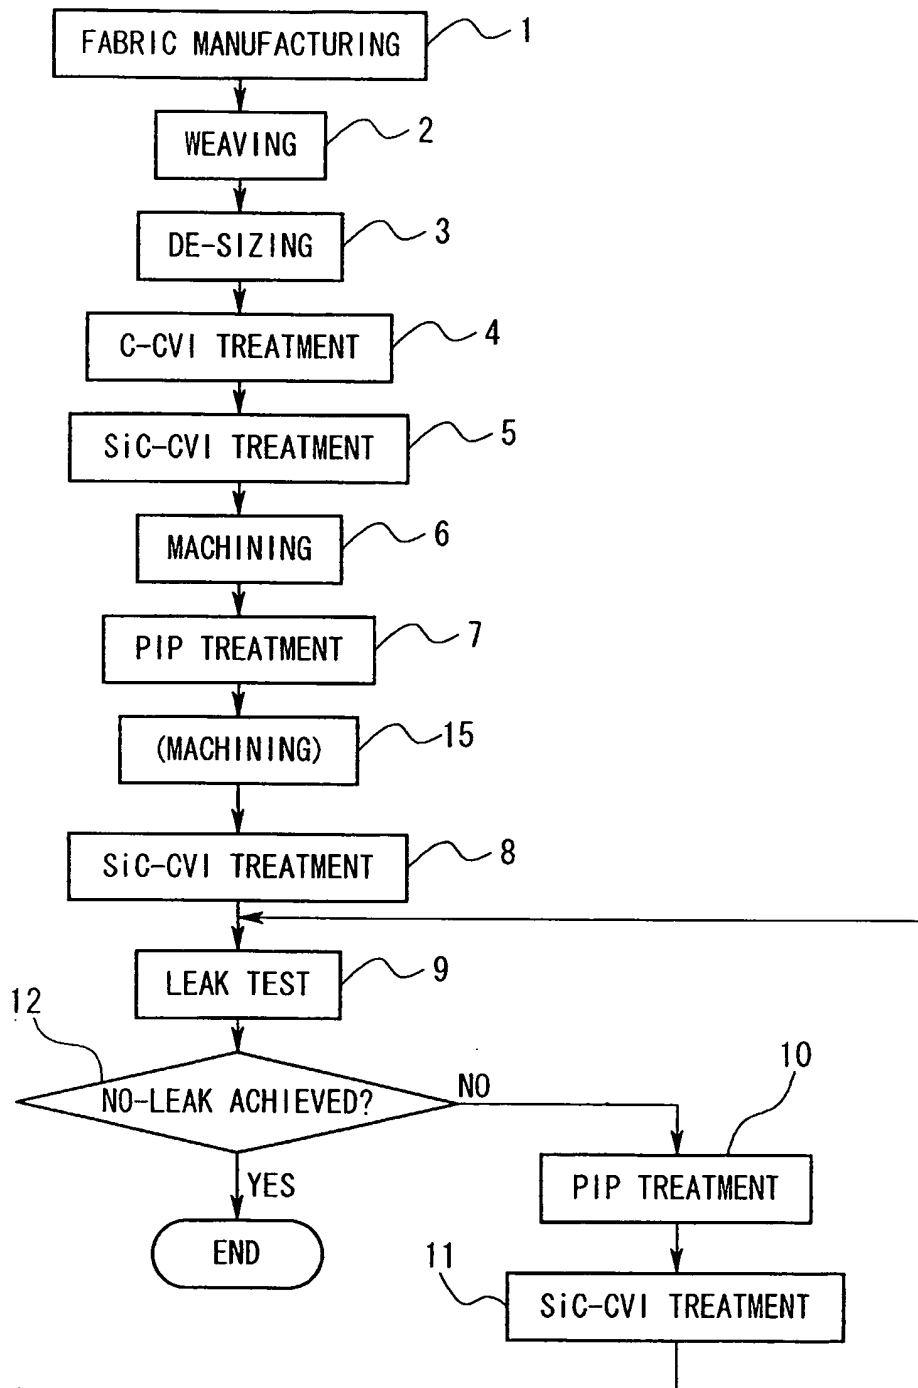 FABRIC MANUFACTURING
1
WEAVING
2
DE-SIZING
3
C-CVI TREATMENT
4
SiC-CVI TREATMENT
5
MACHINING
6
PIP TREATMENT
7
(MACHINING)
15
SiC-CVI TREATMENT
8
LEAK TEST
9
12
NO-LEAK ACHIEVED?
NO
10
PIP TREATMENT
YES
END
11
SiC-CVI TREATMENT